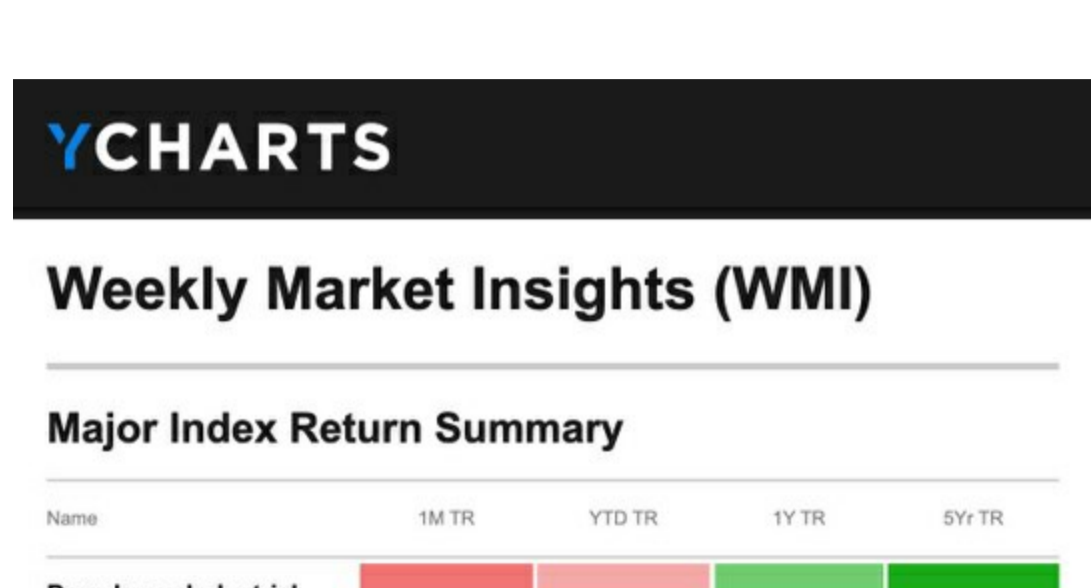 YCHARTS
Weekly Market Insights (WMI)
Major Index Return Summary
Name 1M TR YTD TR 1Y TR 5Yr TR